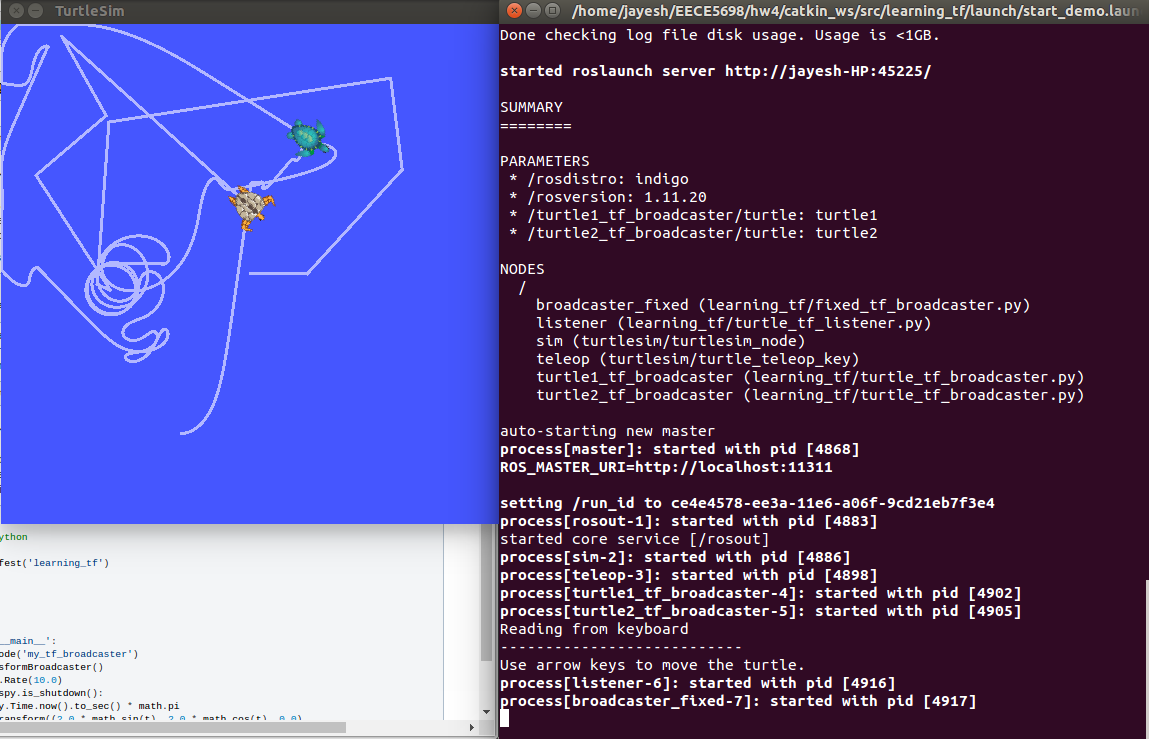 TurtleSim
/home/jayesh/EECE5698/hw4/catkin_ws/src/learning_tf/launch/start_demo.laun
Done checking log file disk usage. Usage is <1GB.
started roslaunch server http://jayesh-HP:45225/
SUMMARY
========
PARAMETERS
* /rosdistro: indigo
* /rosversion: 1.11.20
* /turtle1_tf_broadcaster/turtle: turtle1
* /turtle2_tf_broadcaster/turtle: turtle2
NODES
/
broadcaster_fixed (learning_tf/fixed_tf_broadcaster.py)
listener (learning_tf/turtle_tf_listener.py)
sim (turtlesim/turtlesim_node)
teleop (turtlesim/turtle_teleop_key)
turtle1_tf_broadcaster (learning_tf/turtle_tf_broadcaster.py)
turtle2_tf_broadcaster (learning_tf/turtle_tf_broadcaster.py)
auto-starting new master
process[master]: started with pid [4868]
ROS_MASTER_URI=http://localhost:11311
setting /run_id to ce4e4578-ee3a-11e6-a06f-9cd21eb7f3e4
process[rosout-1]: started with pid [4883]
started core service [/rosout]
process[sim-2]: started with pid [4886]
process[teleop-3]: started with pid [4898]
process[turtle1_tf_broadcaster-4]: started with pid [4902]
process[turtle2_tf_broadcaster-5]: started with pid [4905]
Reading from keyboard
---------------------------
Use arrow keys to move the turtle.
process[listener-6]: started with pid [4916]
process[broadcaster_fixed-7]: started with pid [4917]
ython
fest('learning_tf')
__main__':
ode('my_tf_broadcaster')
sformBroadcaster()
.Rate(10.0)
spy.is_shutdown():
y.Time.now().to_sec() * math.pi
ransform((2.0 * math.sin(t), 2.0 * math.cos(t), 0.0)